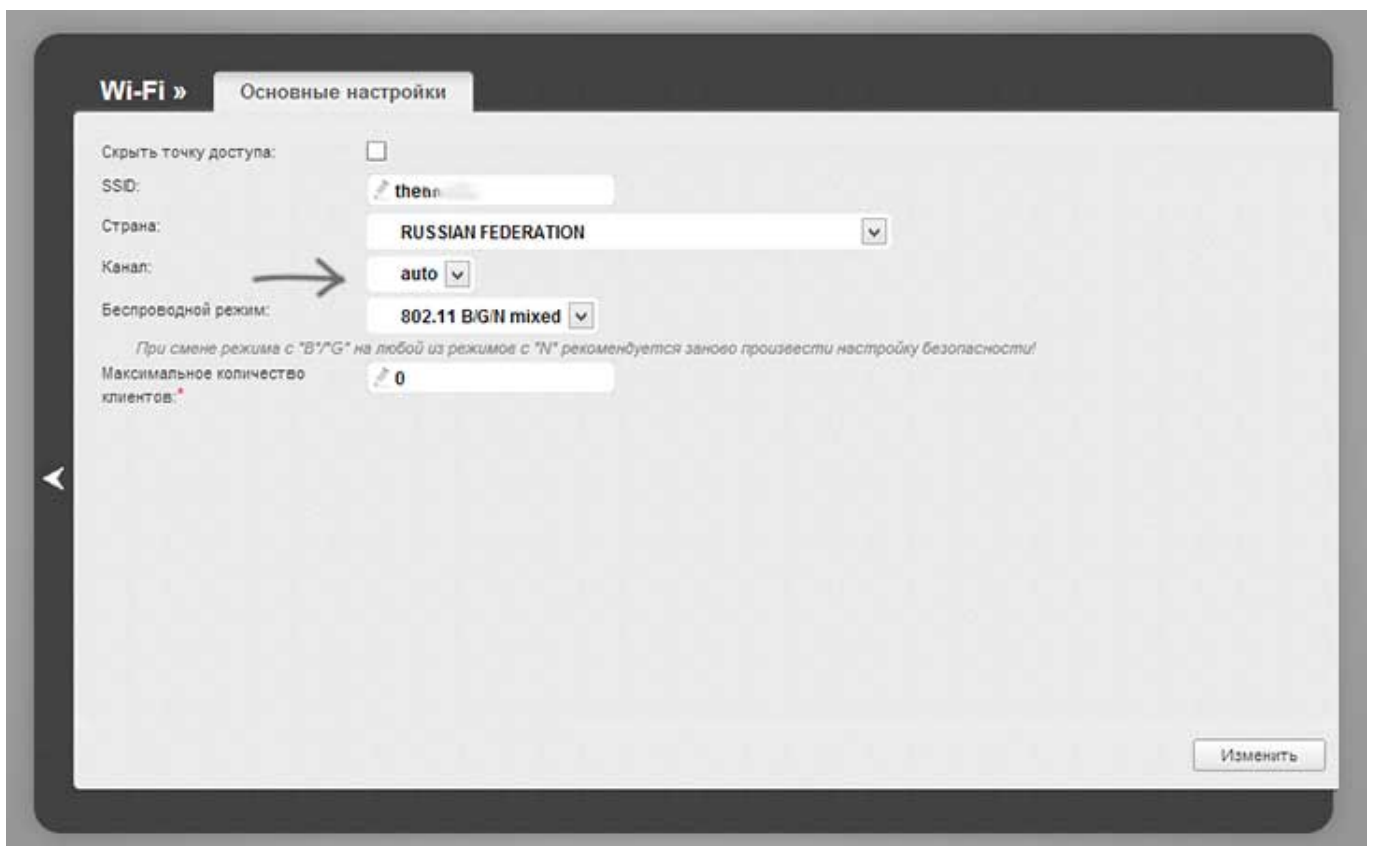 Wi-Fi » Основные настройки
Скрыть точку доступа:
SSID:
Страна: RUSSIAN FEDERATION
Канал: auto
Беспроводной режим: 802.11 B/G/N mixed
При смене режима с "B"/"G" на любой из режимов с "N" рекомендуется заново произвести настройку безопасности!
Максимальное количество
клиентов:* 0
Изменить